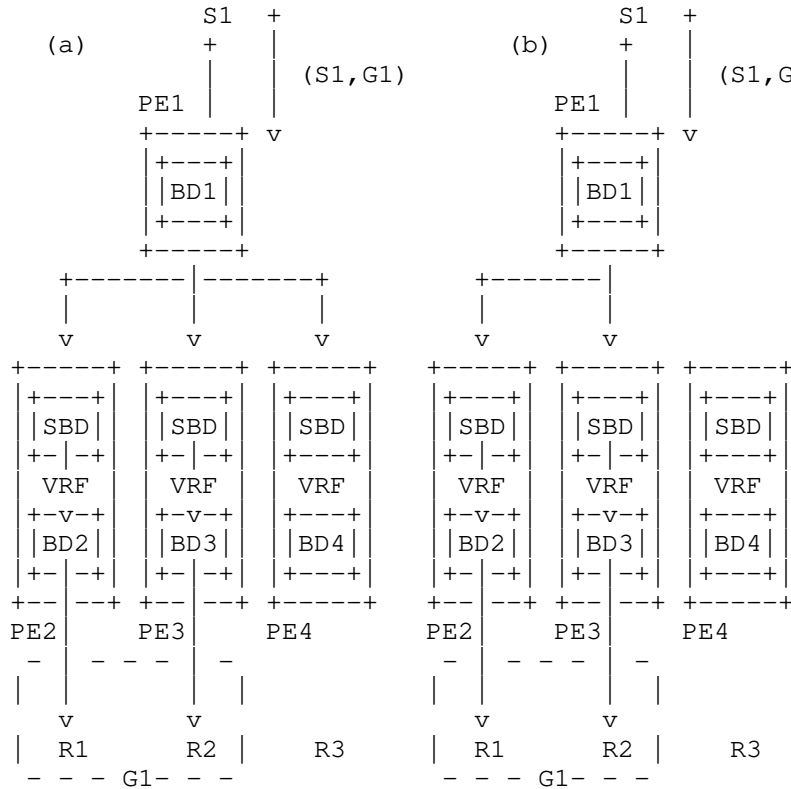 S1 + S1 +
(a) + | (b) + |
| | (S1,G1) | | (S1,G
PE1 | | PE1 | |
+-----+ v +-----+ v
|+---+| |+---+|
||BD1|| ||BD1||
|+---+| |+---+|
+-----+ +-----+
+-------|-------+ +-------|
| | | | |
v v v v v
+-----+ +-----+ +-----+ +-----+ +-----+ +-----+
|+---+| |+---+| |+---+| |+---+| |+---+| |+---+|
||SBD|| ||SBD|| ||SBD|| ||SBD|| ||SBD|| ||SBD||
|+-|-+| |+-|-+| |+---+| |+-|-+| |+-|-+| |+---+|
| VRF | | VRF | | VRF | | VRF | | VRF | | VRF |
|+-v-+| |+-v-+| |+---+| |+-v-+| |+-v-+| |+---+|
||BD2|| ||BD3|| ||BD4|| ||BD2|| ||BD3|| ||BD4||
|+-|-+| |+-|-+| |+---+| |+-|-+| |+-|-+| |+---+|
+--|--+ +--|--+ +-----+ +--|--+ +--|--+ +-----+
PE2| PE3| PE4 PE2| PE3| PE4
- | - - - | - - | - - - | -
| | | | | | | |
v v v v
| R1 R2 | R3 | R1 R2 | R3
- - - G1- - - - - G1- -